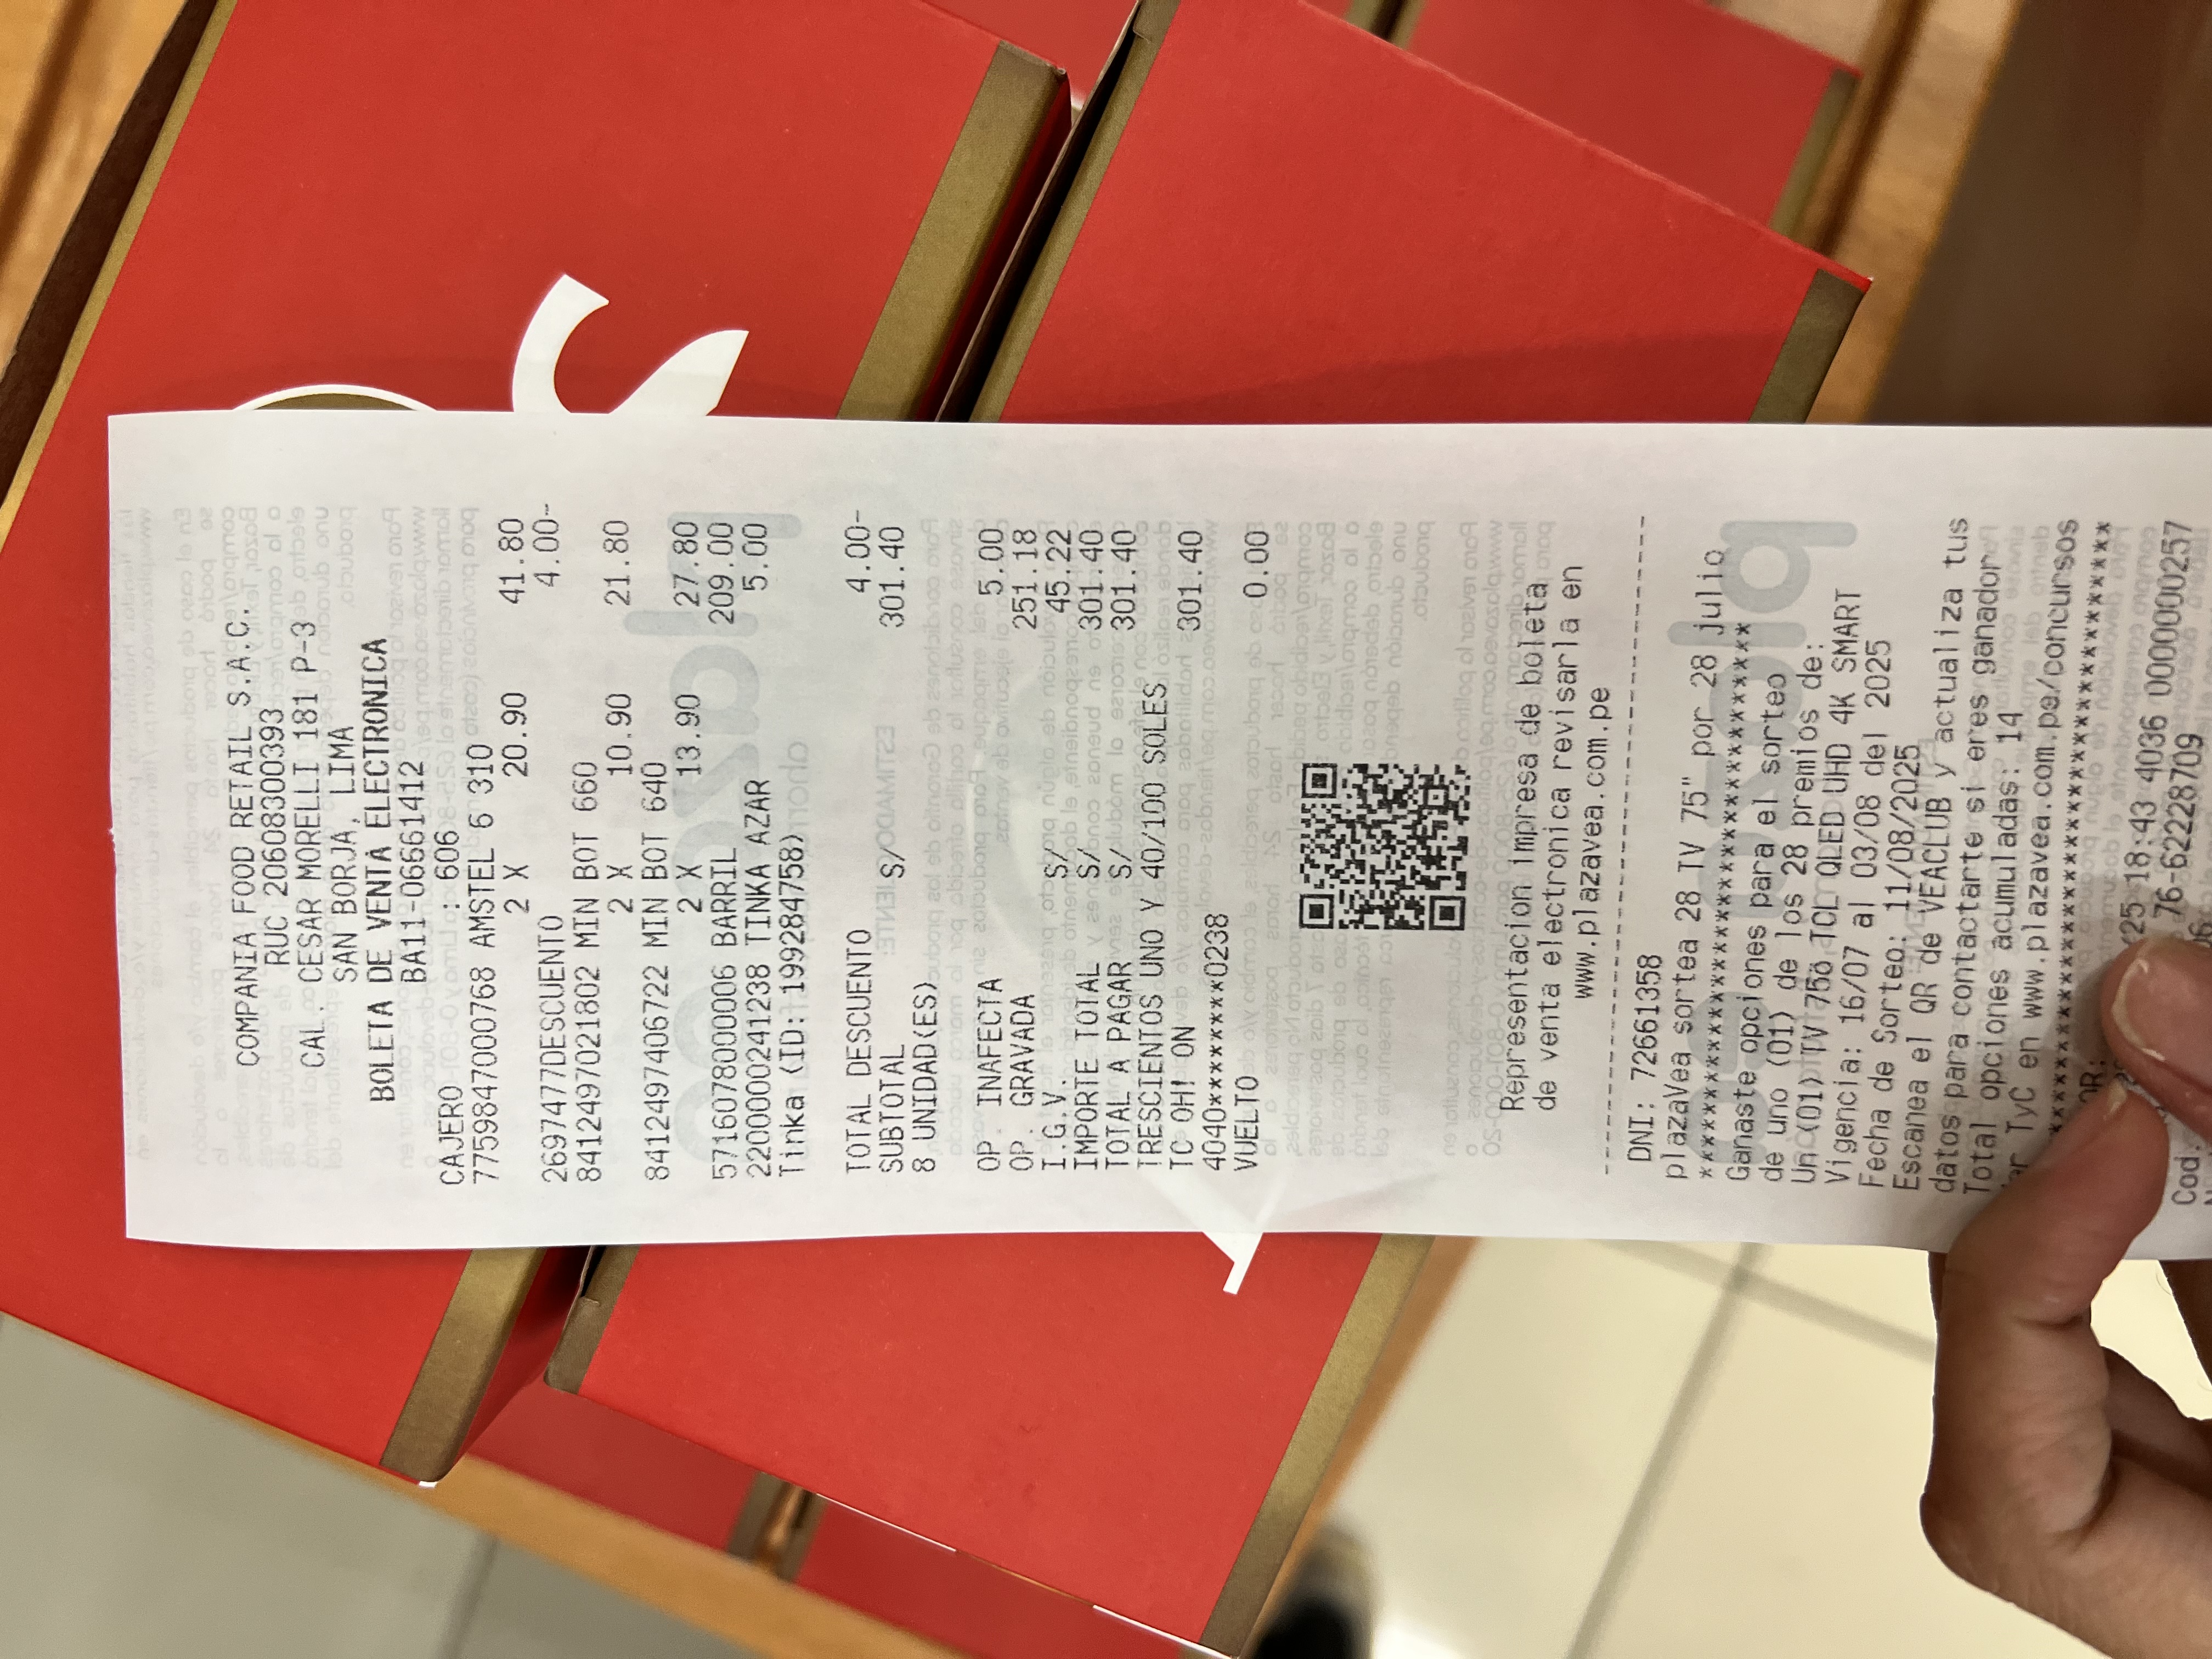 COMPANIA FOOD RETAIL S.A.C.
RUC 20608300393
CAL. CESAR MORELLI 181 P-3
SAN BORJA, LIMA
BOLETA DE VENTA ELECTRONICA
BA11-06661412
CAJERO : 606
7759847000768 AMSTEL 6 310
2 X 20.90 41.80
2697477DESCUENTO 4.00-
8412497021802 MIN BOT 660
2 X 10.90 21.80
8412497406722 MIN BOT 640
2 X 13.90 27.80
5716078000006 BARRIL 209.00
2200000241238 TINKA AZAR 5.00
Tinka (ID: 199284758)
TOTAL DESCUENTO 4.00-
SUBTOTAL S/ 301.40
8 UNIDAD(ES)
OP. INAFECTA 5.00
OP. GRAVADA 251.18
I.G.V. S/ 45.22
IMPORTE TOTAL S/ 301.40
TOTAL A PAGAR S/ 301.40
TRESCIENTOS UNO Y 40/100 SOLES
TC OH! ON 301.40
4040********0238
VUELTO 0.00
Representacion impresa de boleta
de venta electronica revisarla en
www.plazavea.com.pe
DNI: 72661358
plazaVea sortea 28 TV 75" por 28 julio
***********************************
Ganaste opciones para el sorteo
de uno (01) de los 28 premios de:
Un (01) TV 75ö TCL QLED UHD 4K SMART
Vigencia: 16/07 al 03/08 del 2025
Fecha de Sorteo: 11/08/2025
Escanea el QR de VEACLUB y actualiza tus
datos para contactarte si eres ganador
Total opciones acumuladas: 14
TyC en www.plazavea.com.pe/concursos
/25 18:43 4036 0000000257
76-62228709
Cod.